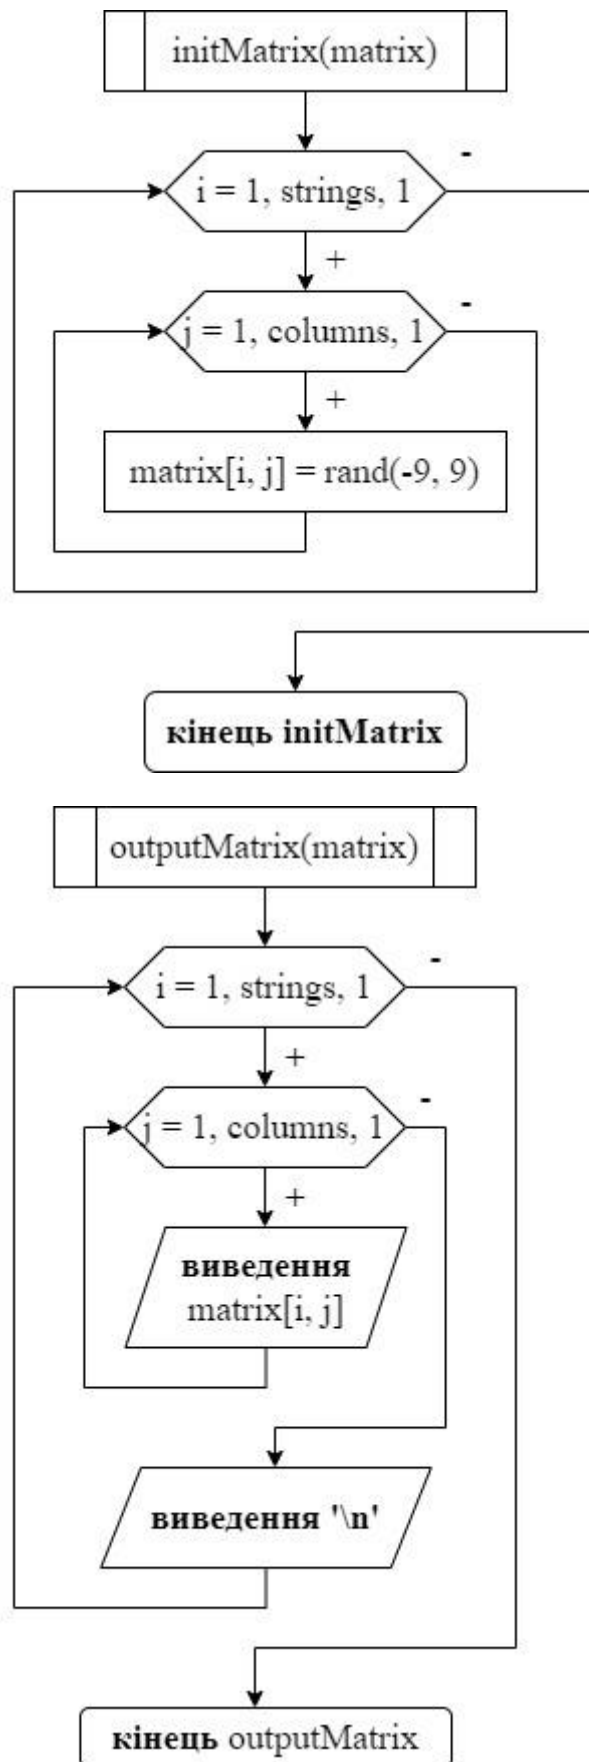 initMatrix(matrix)
-
i = 1, strings, 1
+
-
j = 1, columns, 1
+
matrix[i, j] = rand(-9, 9)
кінець initMatrix
outputMatrix(matrix)
-
i = 1, strings, 1
+
-
j = 1, columns, 1
+
виведення
matrix[i, j]
виведення '\n'
кінець outputMatrix